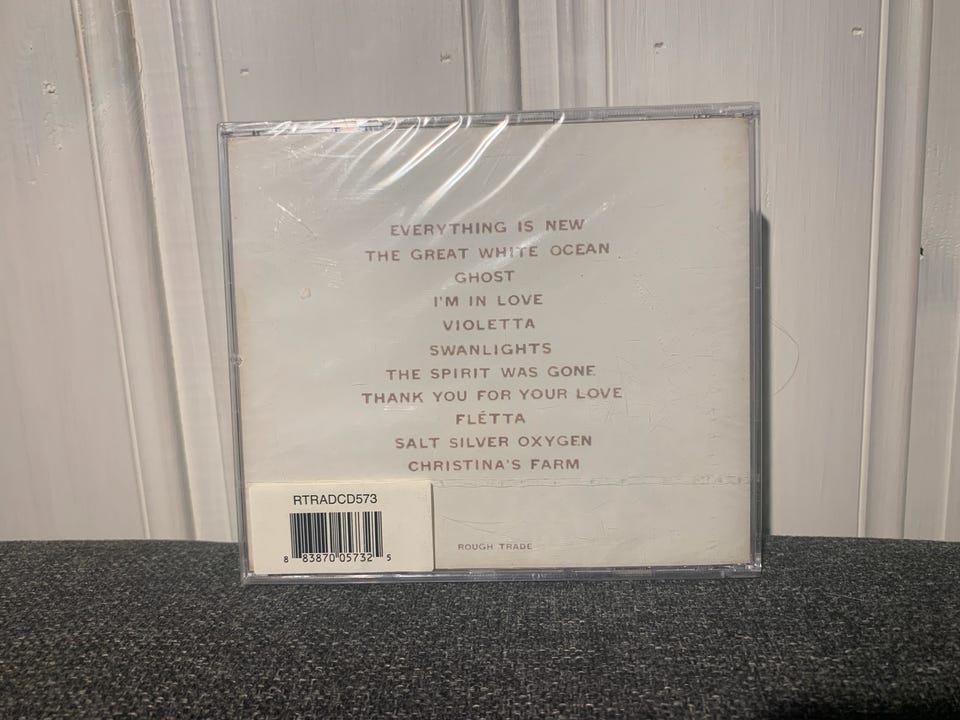 EVERYTHING IS NEW
THE GREAT WHITE OCEAN
GHOST
I'M IN LOVE
VIOLETTA
SWANLIGHTS
THE SPIRIT WAS GONE
THANK YOU FOR YOUR LOVE
FLÉTTA
SALT SILVER OXYGEN
CHRISTINA'S FARM
RTRADCD573
8 83870 05732 5
ROUGH TRADE